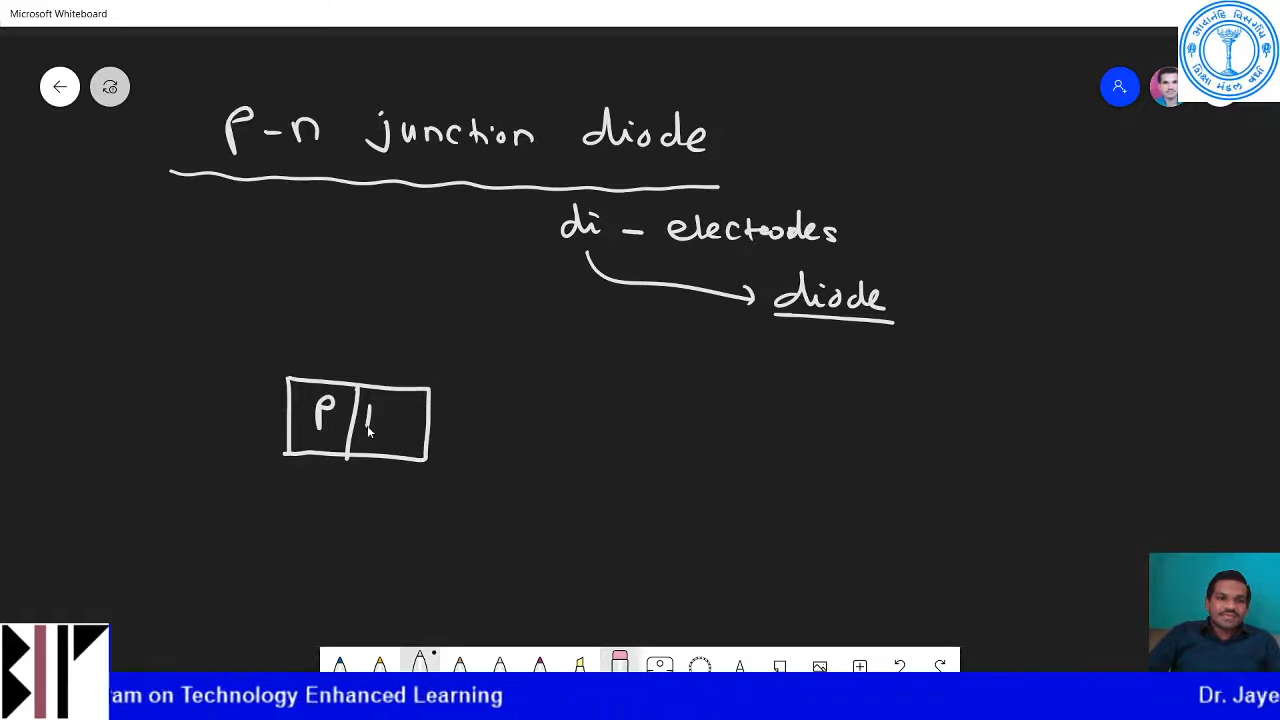 Microsoft Whiteboard
P-n junction diode
di - electrodes
diode
P
am on Technology Enhanced Learning
Dr. Jaye